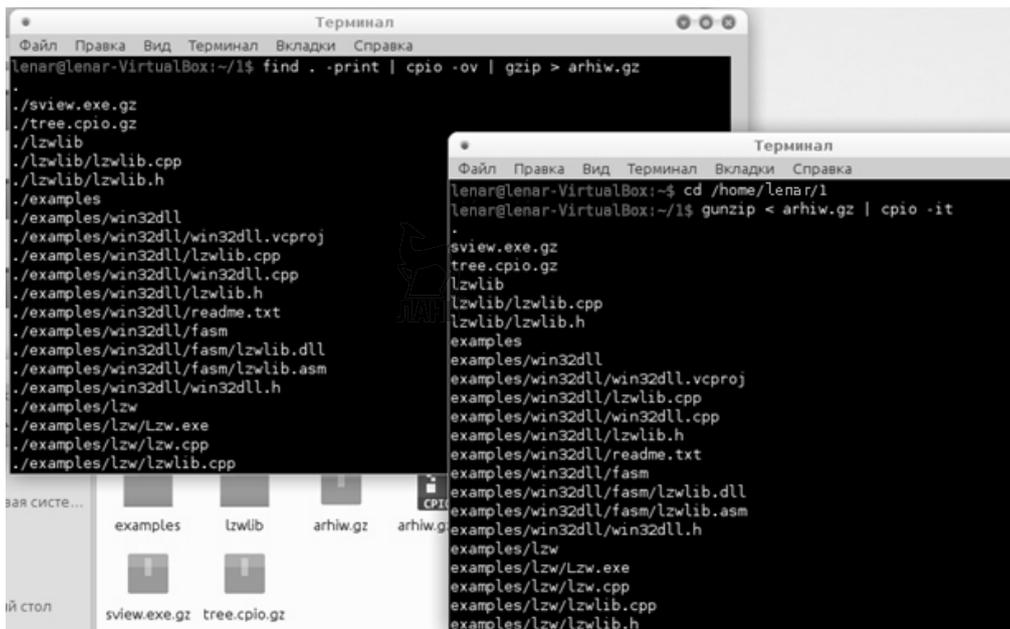 Терминал
Файл Правка Вид Терминал Вкладки Справка
lenar@lenar-VirtualBox:~/1$ find . -print | cpio -ov | gzip > arhiw.gz
.
./sview.exe.gz
./tree.cpio.gz
./lzwlib
./lzwlib/lzwlib.cpp
./lzwlib/lzwlib.h
./examples
./examples/win32dll
./examples/win32dll/win32dll.vcproj
./examples/win32dll/lzwlib.cpp
./examples/win32dll/win32dll.cpp
./examples/win32dll/lzwlib.h
./examples/win32dll/readme.txt
./examples/win32dll/fasm
./examples/win32dll/fasm/lzwlib.dll
./examples/win32dll/fasm/lzwlib.asm
./examples/win32dll/win32dll.h
./examples/lzw
./examples/lzw/Lzw.exe
./examples/lzw/lzw.cpp
./examples/lzw/lzwlib.cpp
Терминал
Файл Правка Вид Терминал Вкладки Справка
lenar@lenar-VirtualBox:~$ cd /home/lenar/1
lenar@lenar-VirtualBox:~/1$ gunzip < arhiw.gz | cpio -it
.
sview.exe.gz
tree.cpio.gz
lzwlib
lzwlib/lzwlib.cpp
lzwlib/lzwlib.h
examples
examples/win32dll
examples/win32dll/win32dll.vcproj
examples/win32dll/lzwlib.cpp
examples/win32dll/win32dll.cpp
examples/win32dll/lzwlib.h
examples/win32dll/readme.txt
examples/win32dll/fasm
examples/win32dll/fasm/lzwlib.dll
examples/win32dll/fasm/lzwlib.asm
examples/win32dll/win32dll.h
examples/lzw
examples/lzw/Lzw.exe
examples/lzw/lzw.cpp
examples/lzw/lzwlib.cpp
examples/lzw/lzwlib.h
вая систе...
CPIO
examples lzwlib arhiw.gz arhiw.g
й стол
sview.exe.gz tree.cpio.gz